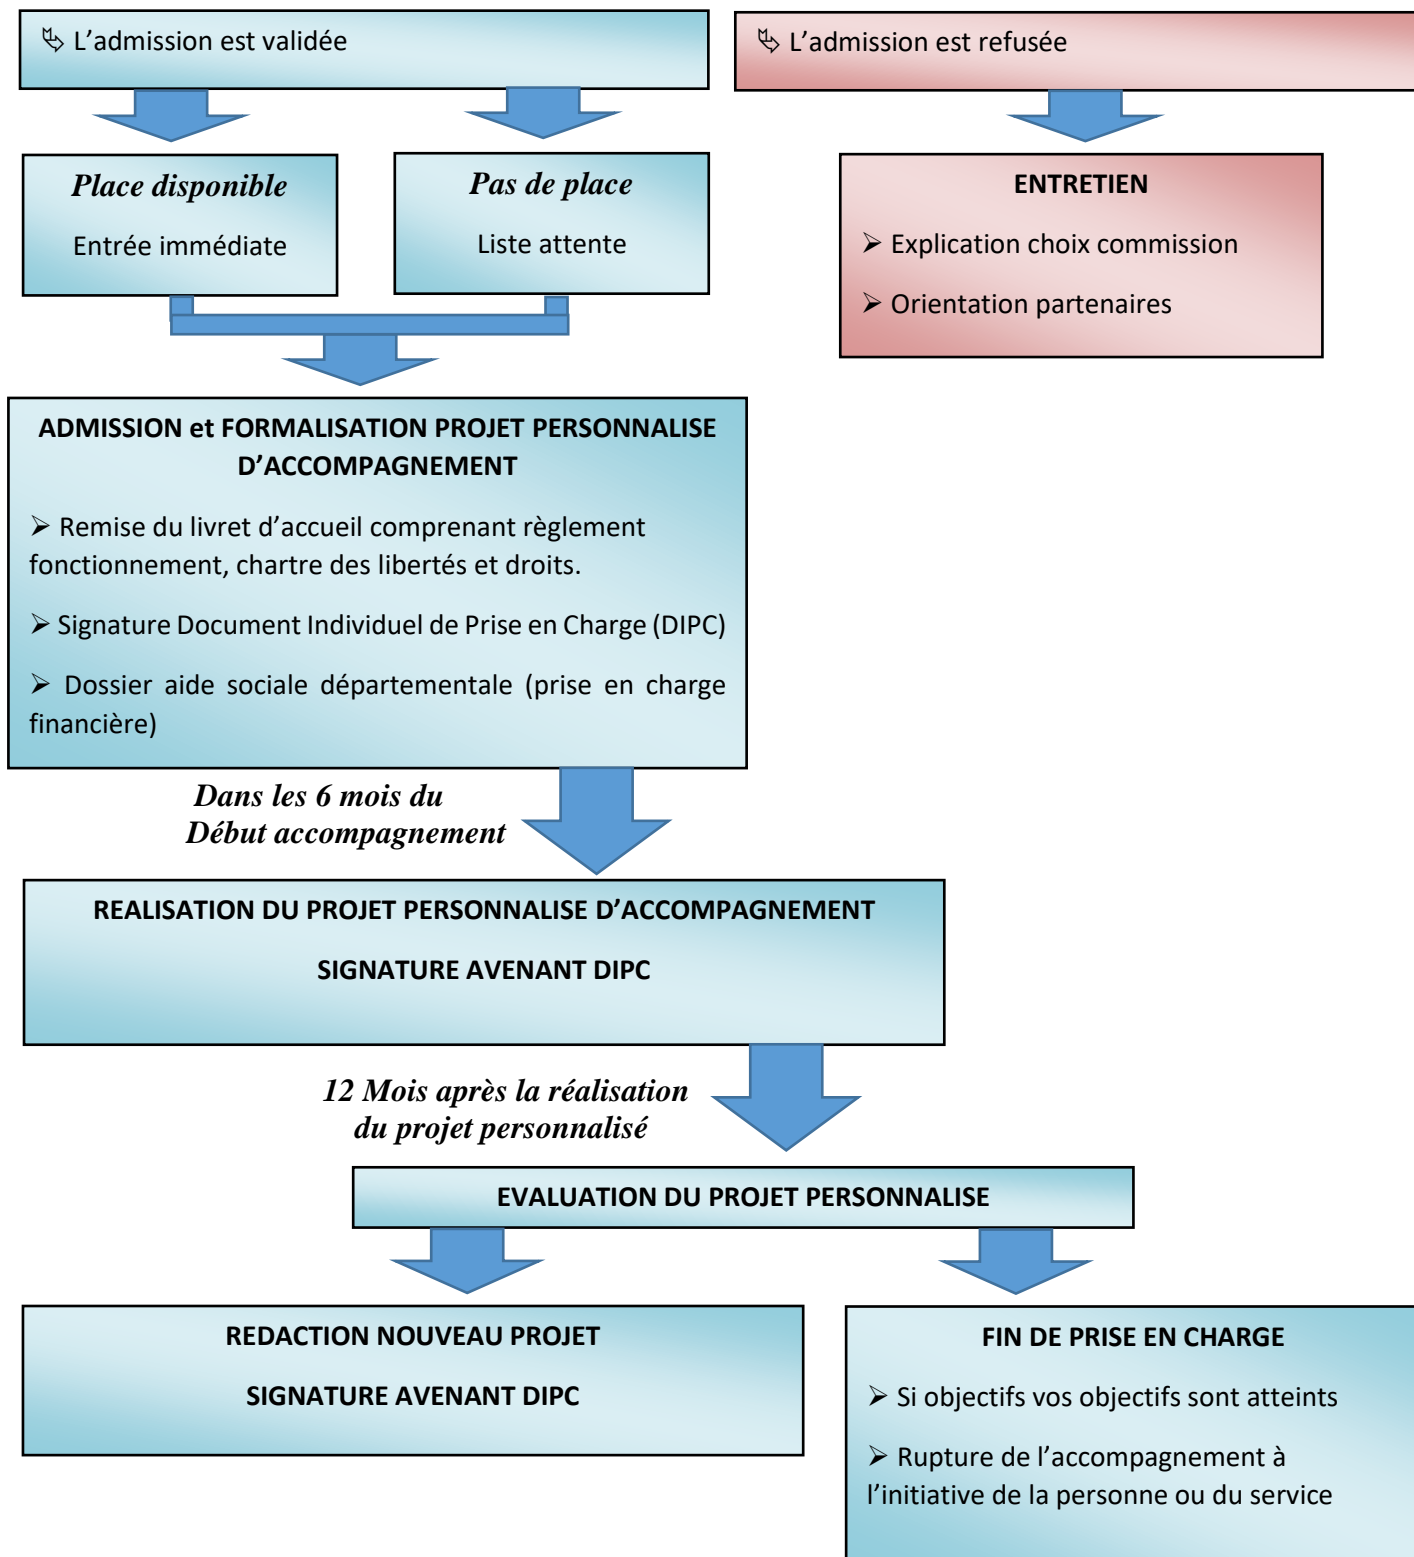 ⮱ L’admission est validée
⮱ L’admission est refusée
Place disponible
Entrée immédiate
Pas de place
Liste attente
ENTRETIEN
➢ Explication choix commission
➢ Orientation partenaires
ADMISSION et FORMALISATION PROJET PERSONNALISE
D’ACCOMPAGNEMENT
➢ Remise du livret d’accueil comprenant règlement
fonctionnement, chartre des libertés et droits.
➢ Signature Document Individuel de Prise en Charge (DIPC)
➢ Dossier aide sociale départementale (prise en charge
financière)
Dans les 6 mois du
Début accompagnement
REALISATION DU PROJET PERSONNALISE D’ACCOMPAGNEMENT
SIGNATURE AVENANT DIPC
12 Mois après la réalisation
du projet personnalisé
EVALUATION DU PROJET PERSONNALISE
REDACTION NOUVEAU PROJET
SIGNATURE AVENANT DIPC
FIN DE PRISE EN CHARGE
➢ Si objectifs vos objectifs sont atteints
➢ Rupture de l’accompagnement à
l’initiative de la personne ou du service